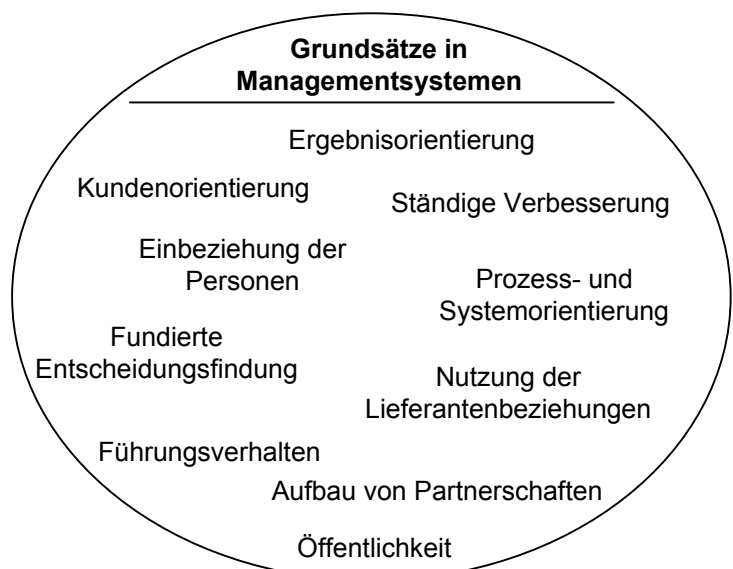 Grundsätze in
Managementsystemen
Ergebnisorientierung
Kundenorientierung
Ständige Verbesserung
Einbeziehung der
Personen
Prozess- und
Systemorientierung
Fundierte
Entscheidungsfindung
Nutzung der
Lieferantenbeziehungen
Führungsverhalten
Aufbau von Partnerschaften
Öffentlichkeit